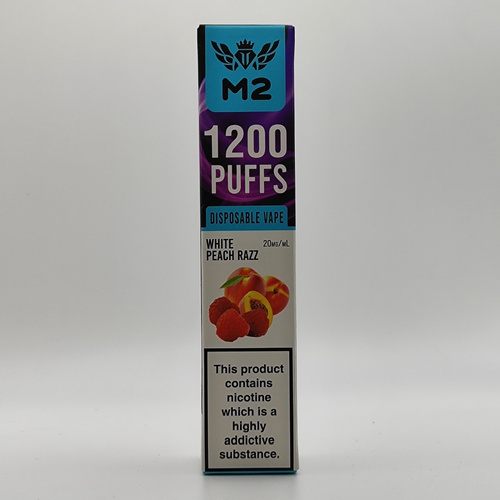 M2
1200
PUFFS
DISPOSABLE VAPE
WHITE 20MG/ML
PEACH RAZZ
This product
contains
nicotine
which is a
highly
addictive
substance.